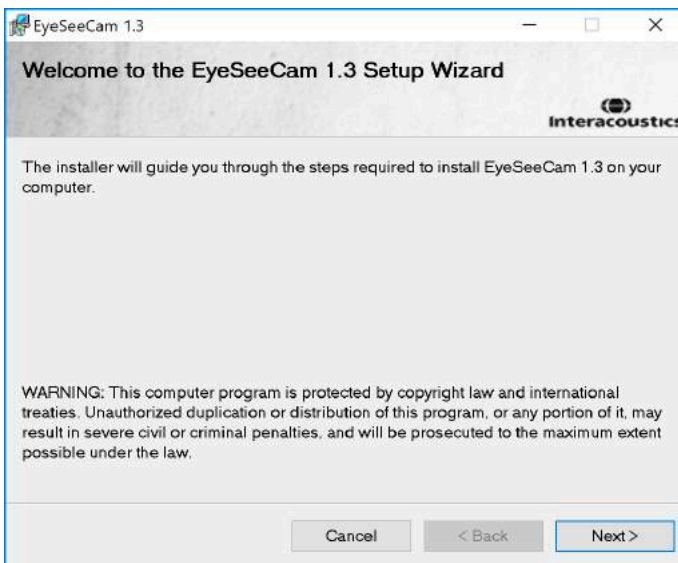 EyeSeeCam 1.3
Welcome to the EyeSeeCam 1.3 Setup Wizard
Interacoustics
The installer will guide you through the steps required to install EyeSeeCam 1.3 on your
computer.
WARNING: This computer program is protected by copyright law and international
treaties. Unauthorized duplication or distribution of this program, or any portion of it, may
result in severe civil or criminal penalties, and will be prosecuted to the maximum extent
possible under the law.
Cancel < Back Next >